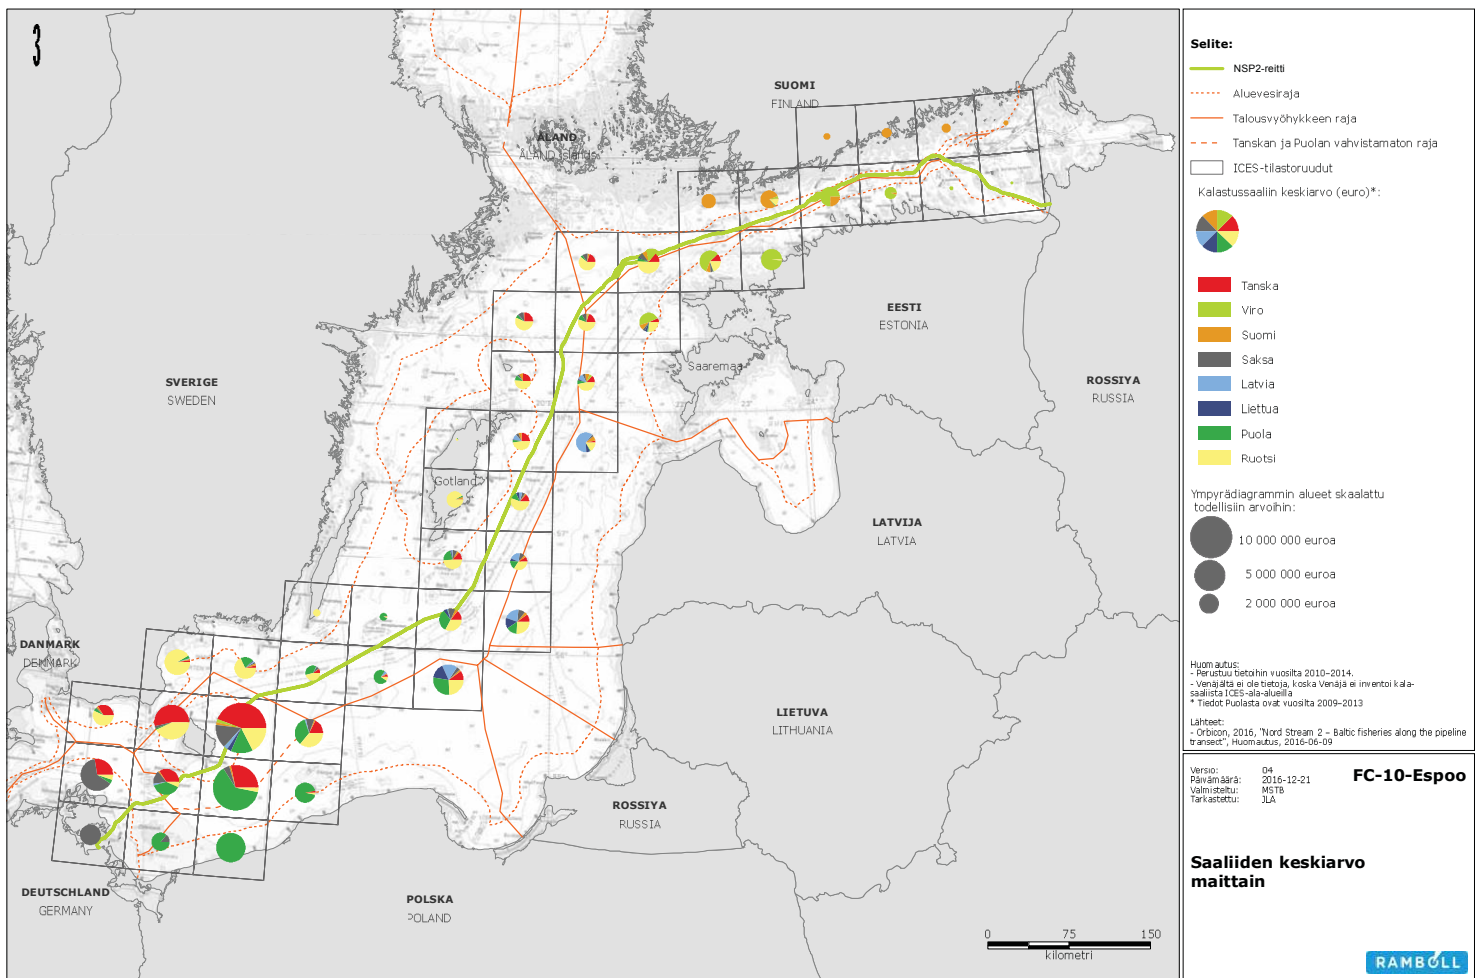 3
SUOMI
FINLAND
ÅLAND
ÅLAND Islands
SVERIGE
SWEDEN
EESTI
ESTONIA
Saaremaa
ROSSIYA
RUSSIA
Gotland
LATVIJA
LATVIA
DANMARK
DENMARK
LIETUVA
LITHUANIA
ROSSIYA
RUSSIA
DEUTSCHLAND
GERMANY
POLSKA
POLAND
0 75 150
kilometri
Selite:
NSP2-reitti
Aluevesiraja
Talousvyöhykkeen raja
Tanskan ja Puolan vahvistamaton raja
ICES-tilastoruudut
Kalastussaaliin keskiarvo (euro)*:
Tanska
Viro
Suomi
Saksa
Latvia
Liettua
Puola
Ruotsi
Ympyrädiagrammin alueet skaalattu
todellisiin arvoihin:
10 000 000 euroa
5 000 000 euroa
2 000 000 euroa
Huomautus:
- Perustuu tietoihin vuosilta 2010-2014.
- Venäjältä ei ole tietoja, koska Venäjä ei inventoi kala-
saaliista ICES-ala-alueilla
* Tiedot Puolasta ovat vuosilta 2009-2013
Lähteet:
- Orbicon, 2016, "Nord Stream 2 - Baltic fisheries along the pipeline
transect", Huomautus, 2016-06-09
Versio: 04
Päivämäärä: 2016-12-21
Valmisteltu: MSTB
Tarkastettu: JLA
FC-10-Espoo
Saaliiden keskiarvo
maittain
RAMBOLL